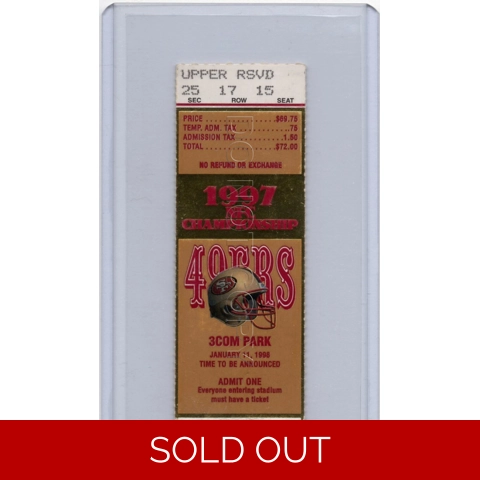 UPPER RSVD
25 17 15
SEC ROW SEAT
PRICE .................... $69.75
TEMP. ADM. TAX ............ .75
ADMISSION TAX ............ 1.50
TOTAL .................... $72.00
NO REFUND OR EXCHANGE
1997
CHAMPIONSHIP
49ERS
3COM PARK
JANUARY 11, 1998
TIME TO BE ANNOUNCED
ADMIT ONE
Everyone entering stadium
must have a ticket
SOLD OUT